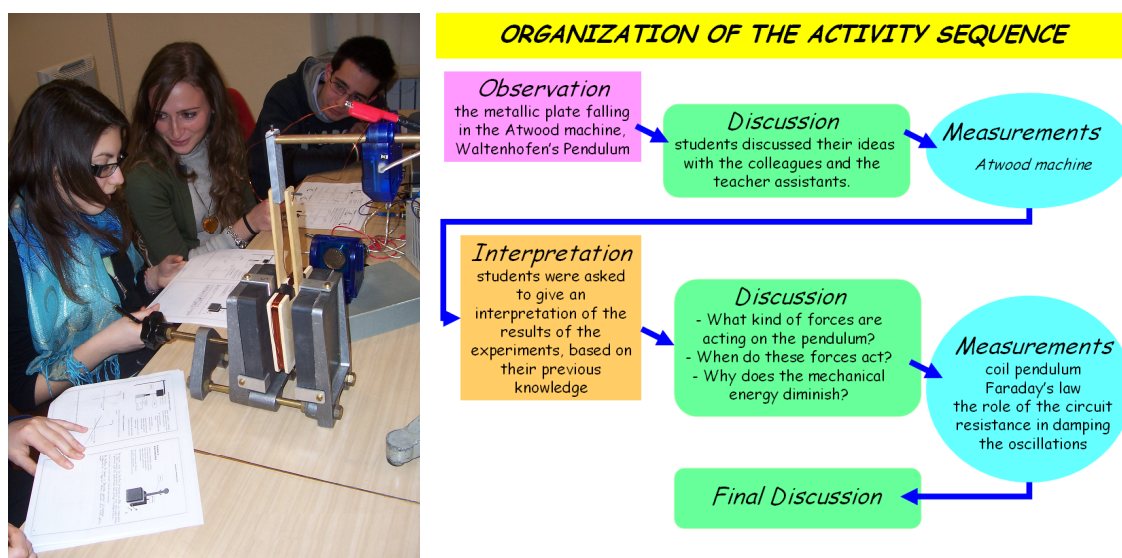 ORGANIZATION OF THE ACTIVITY SEQUENCE
Observation
the metallic plate falling
in the Atwood machine,
Waltenhofen's Pendulum
Discussion
students discussed their ideas
with the colleagues and the
teacher assistants.
Measurements
Atwood machine
Interpretation
students were asked
to give an
interpretation of the
results of the
experiments, based on
their previous
knowledge
Discussion
- What kind of forces are
acting on the pendulum?
- When do these forces act?
- Why does the mechanical
energy diminish?
Measurements
coil pendulum
Faraday's law
the role of the circuit
resistance in damping
the oscillations
Final Discussion